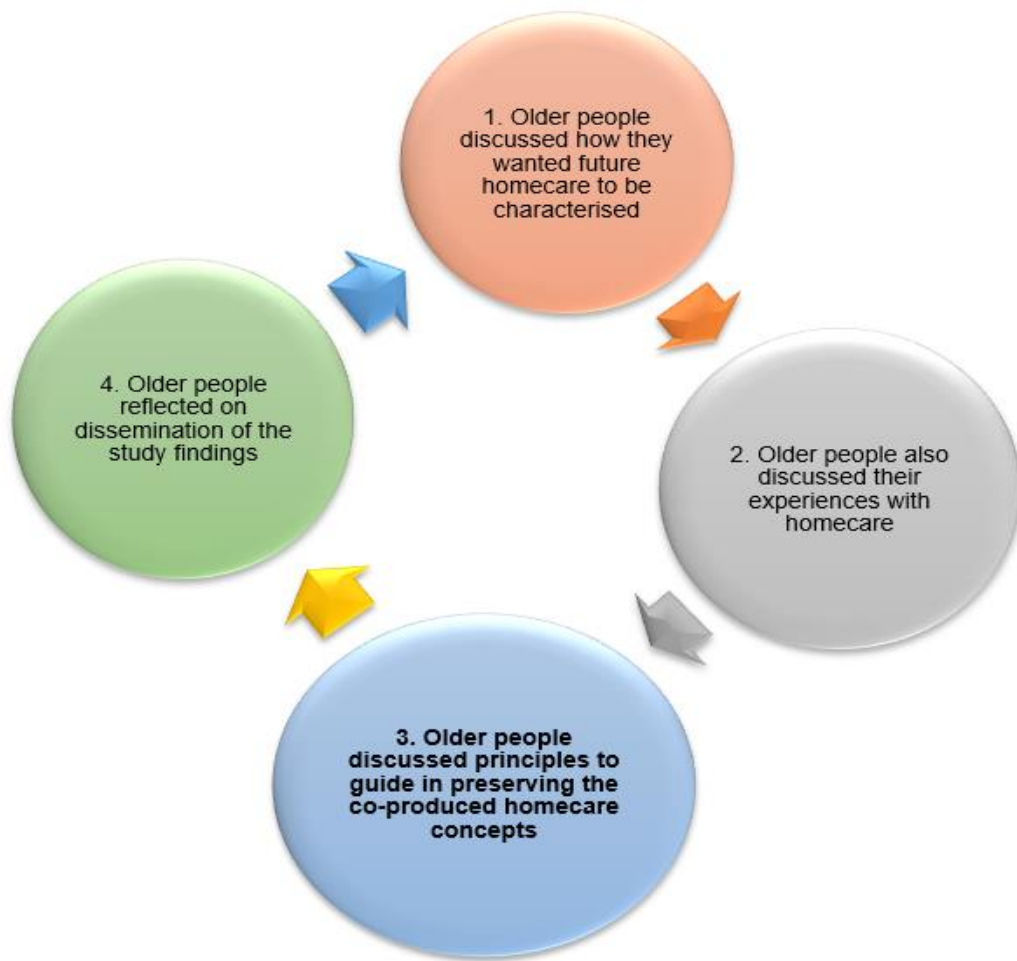 1. Older people
discussed how they
wanted future
homecare to be
characterised
2. Older people also
discussed their
experiences with
homecare
3. Older people
discussed principles to
guide in preserving the
co-produced homecare
concepts
4. Older people
reflected on
dissemination of the
study findings